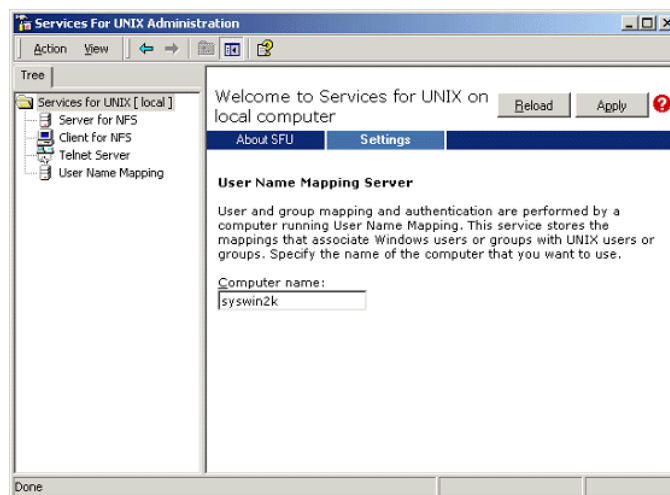 Services For UNIX Administration
Action View
Tree
Services for UNIX [ local ]
Server for NFS
Client for NFS
Telnet Server
User Name Mapping
Welcome to Services for UNIX on
local computer
Reload
Apply
About SFU
Settings
User Name Mapping Server
User and group mapping and authentication are performed by a
computer running User Name Mapping. This service stores the
mappings that associate Windows users or groups with UNIX users or
groups. Specify the name of the computer that you want to use.
Computer name:
syswin2k
Done